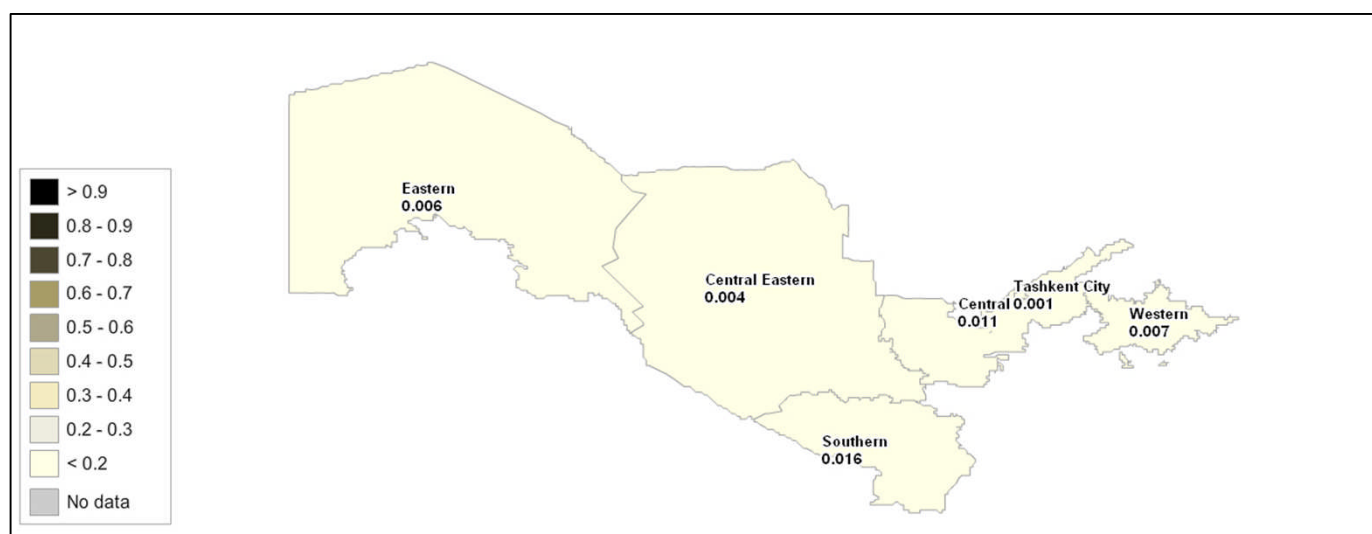 > 0.9
0.8 - 0.9
0.7 - 0.8
0.6 - 0.7
0.5 - 0.6
0.4 - 0.5
0.3 - 0.4
0.2 - 0.3
< 0.2
No data
Eastern
0.006
Central Eastern
0.004
Central
0.011
Tashkent City
0.001
Western
0.007
Southern
0.016